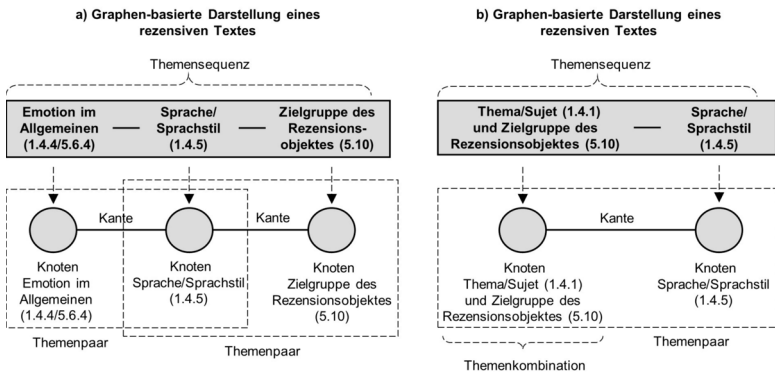 a) Graphen-basierte Darstellung eines
rezensiven Textes
Themensequenz
Emotion im
Allgemeinen
(1.4.4/5.6.4)
Sprache/
Sprachstil
(1.4.5)
Zielgruppe des
Rezensions-
objektes (5.10)
Kante
Kante
Knoten
Emotion im
Allgemeinen
(1.4.4/5.6.4)
Knoten
Sprache/Sprachstil
(1.4.5)
Knoten
Zielgruppe des
Rezensionsobjektes
(5.10)
Themenpaar
Themenpaar
b) Graphen-basierte Darstellung eines
rezensiven Textes
Themensequenz
Thema/Sujet (1.4.1)
und Zielgruppe des
Rezensionsobjektes (5.10)
Sprache/
Sprachstil
(1.4.5)
Kante
Knoten
Thema/Sujet (1.4.1)
und Zielgruppe des
Rezensionsobjektes (5.10)
Knoten
Sprache/Sprachstil
(1.4.5)
Themenpaar
Themenkombination